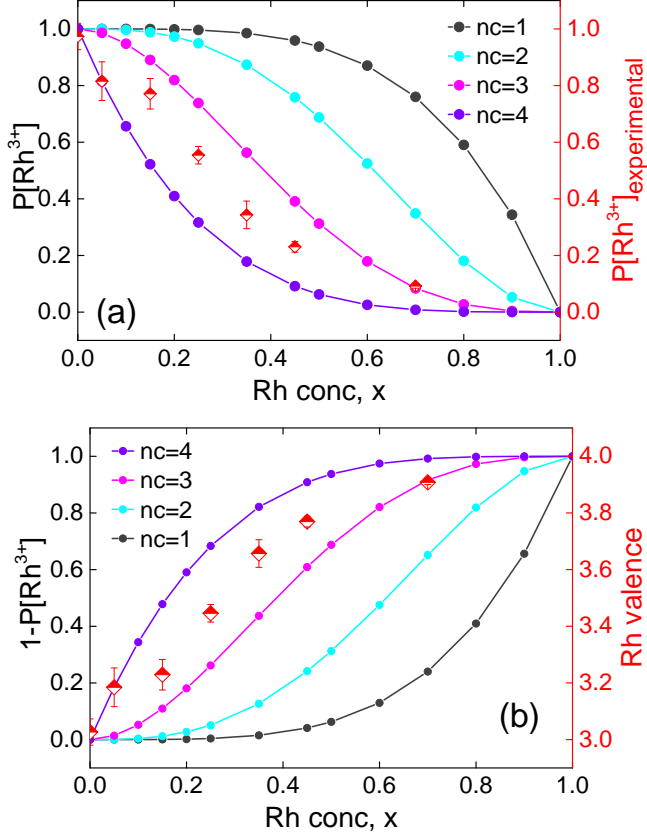 1.0
0.8
0.6
0.4
0.2
0.0
P[Rh³⁺]
nc=1
nc=2
nc=3
nc=4
1.0
0.8
0.6
0.4
0.2
0.0
P[Rh³⁺]experimental
(a)
0.0 0.2 0.4 0.6 0.8 1.0
Rh conc, x
1.0
0.8
0.6
0.4
0.2
0.0
1-P[Rh³⁺]
nc=4
nc=3
nc=2
nc=1
4.0
3.8
3.6
3.4
3.2
3.0
Rh valence
(b)
0.0 0.2 0.4 0.6 0.8 1.0
Rh conc, x